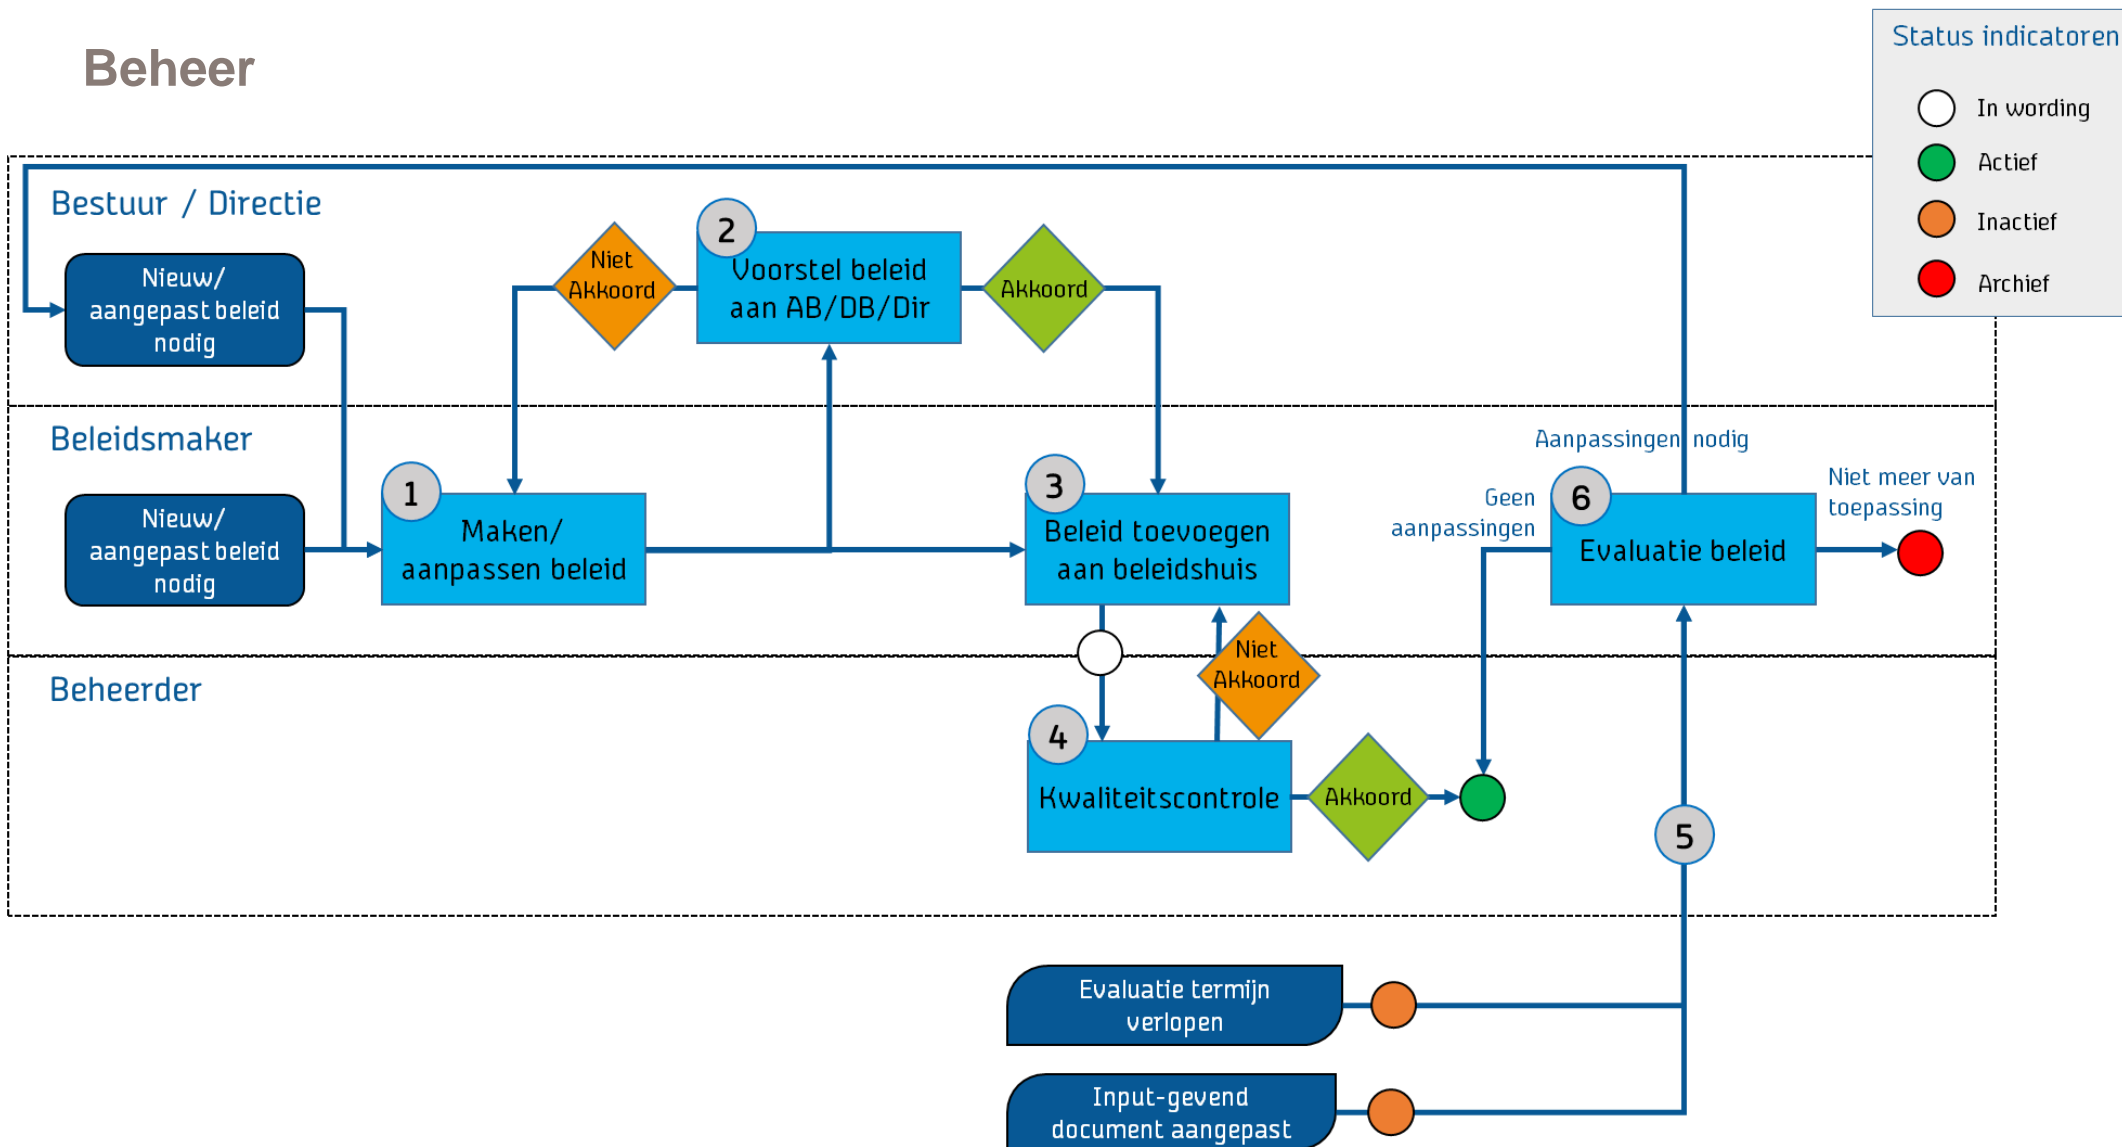 Beheer
Status indicatoren
In wording
Actief
Inactief
Archief
Bestuur / Directie
Nieuw/
aangepast beleid
nodig
Niet
Akkoord
2
Voorstel beleid
aan AB/DB/Dir
Akkoord
Beleidsmaker
Nieuw/
aangepast beleid
nodig
1
Maken/
aanpassen beleid
3
Beleid toevoegen
aan beleidshuis
Geen
aanpassingen
Aanpassingen nodig
6
Evaluatie beleid
Niet meer van
toepassing
Niet
Akkoord
Beheerder
4
Kwaliteitscontrole
Akkoord
5
Evaluatie termijn
verlopen
Input-gevend
document aangepast